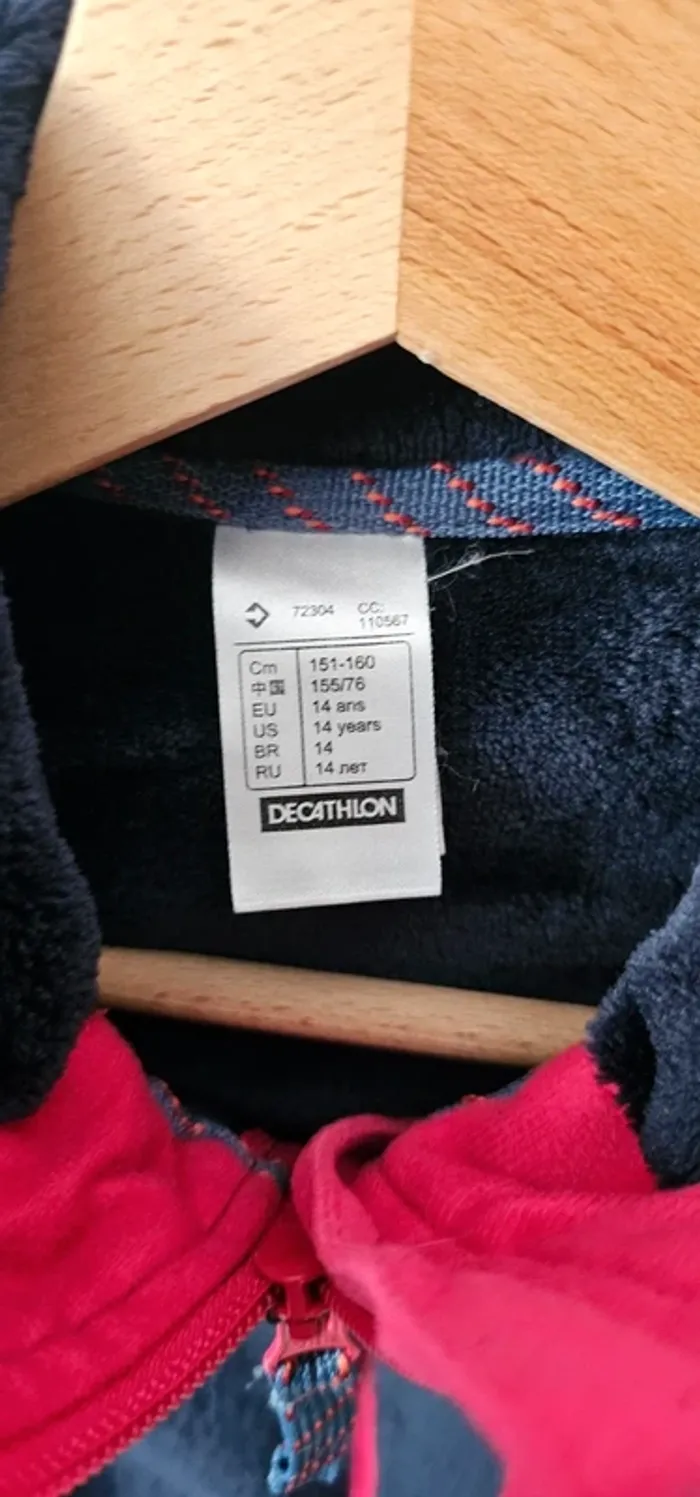 72304 CC:
110567
Cm 151-160
中国 155/76
EU 14 ans
US 14 years
BR 14
RU 14 лет
DECATHLON